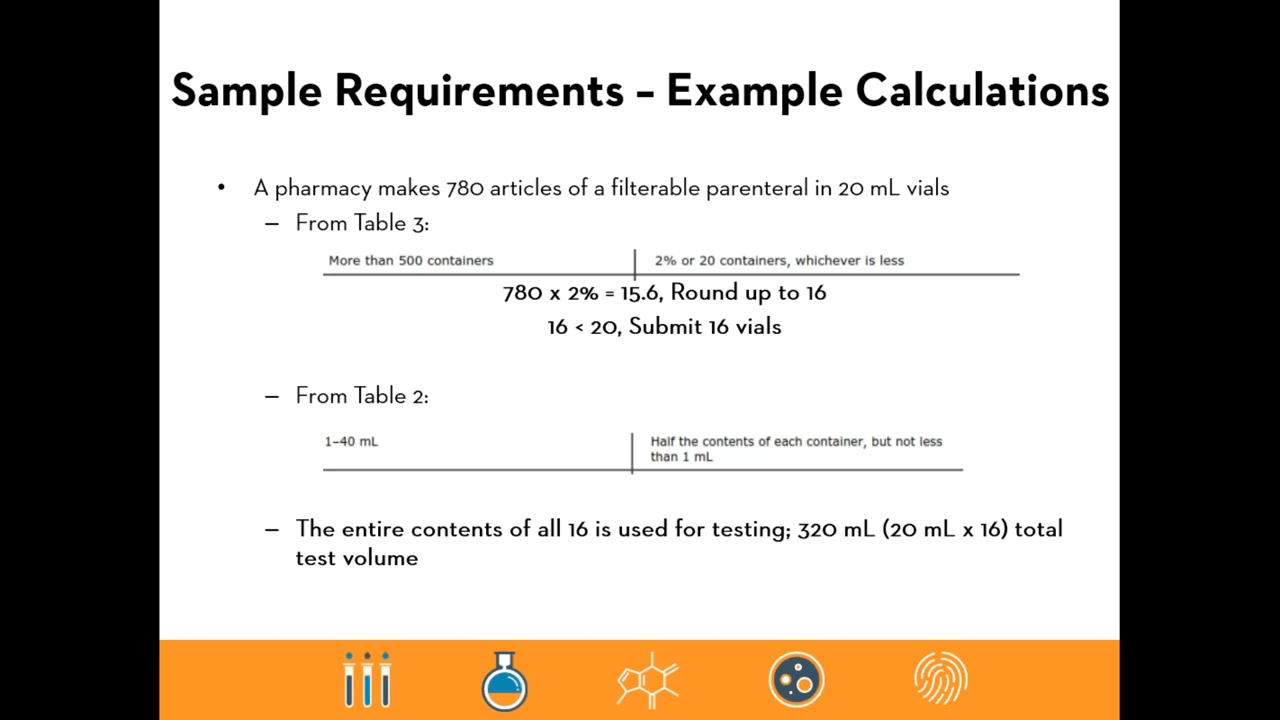 Sample Requirements – Example Calculations
• A pharmacy makes 780 articles of a filterable parenteral in 20 mL vials
– From Table 3:
More than 500 containers 2% or 20 containers, whichever is less
780 x 2% = 15.6, Round up to 16
16 < 20, Submit 16 vials
– From Table 2:
1–40 mL Half the contents of each container, but not less
than 1 mL
– The entire contents of all 16 is used for testing; 320 mL (20 mL x 16) total
test volume